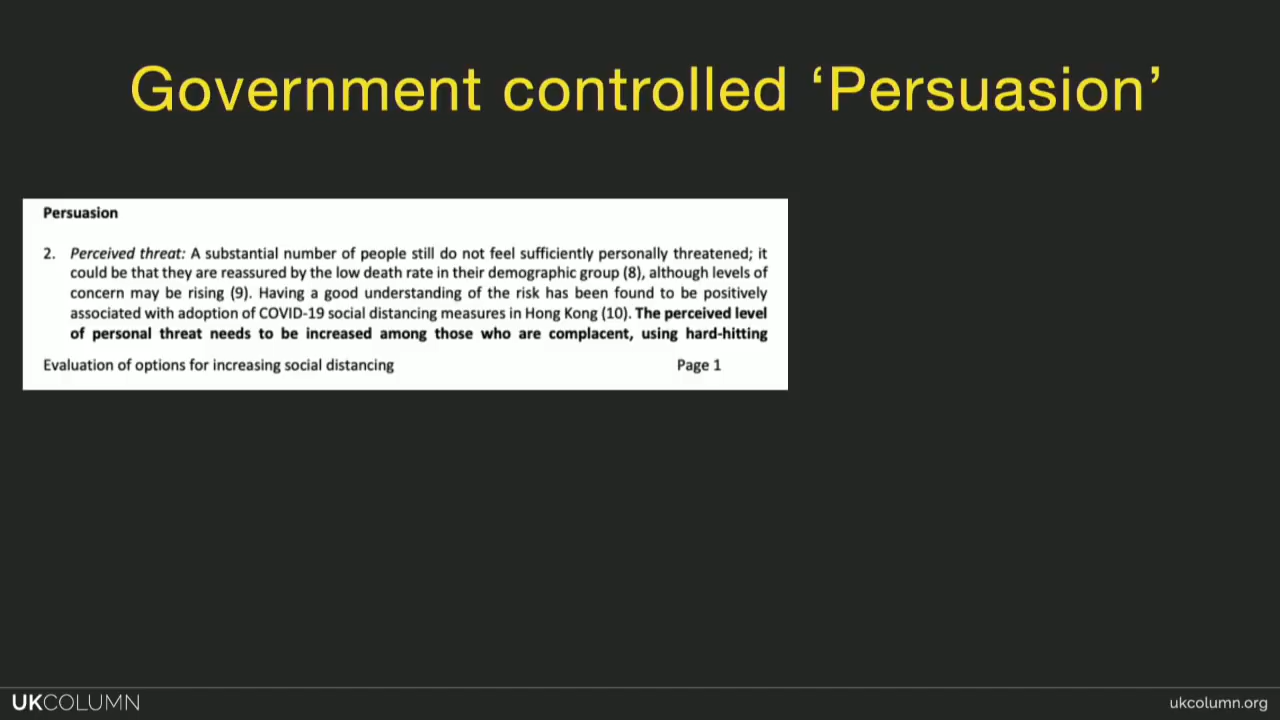 Government controlled ‘Persuasion’
Persuasion
2. Perceived threat: A substantial number of people still do not feel sufficiently personally threatened; it
could be that they are reassured by the low death rate in their demographic group (8), although levels of
concern may be rising (9). Having a good understanding of the risk has been found to be positively
associated with adoption of COVID-19 social distancing measures in Hong Kong (10). The perceived level
of personal threat needs to be increased among those who are complacent, using hard-hitting
Evaluation of options for increasing social distancing Page 1
UKCOLUMN ukcolumn.org